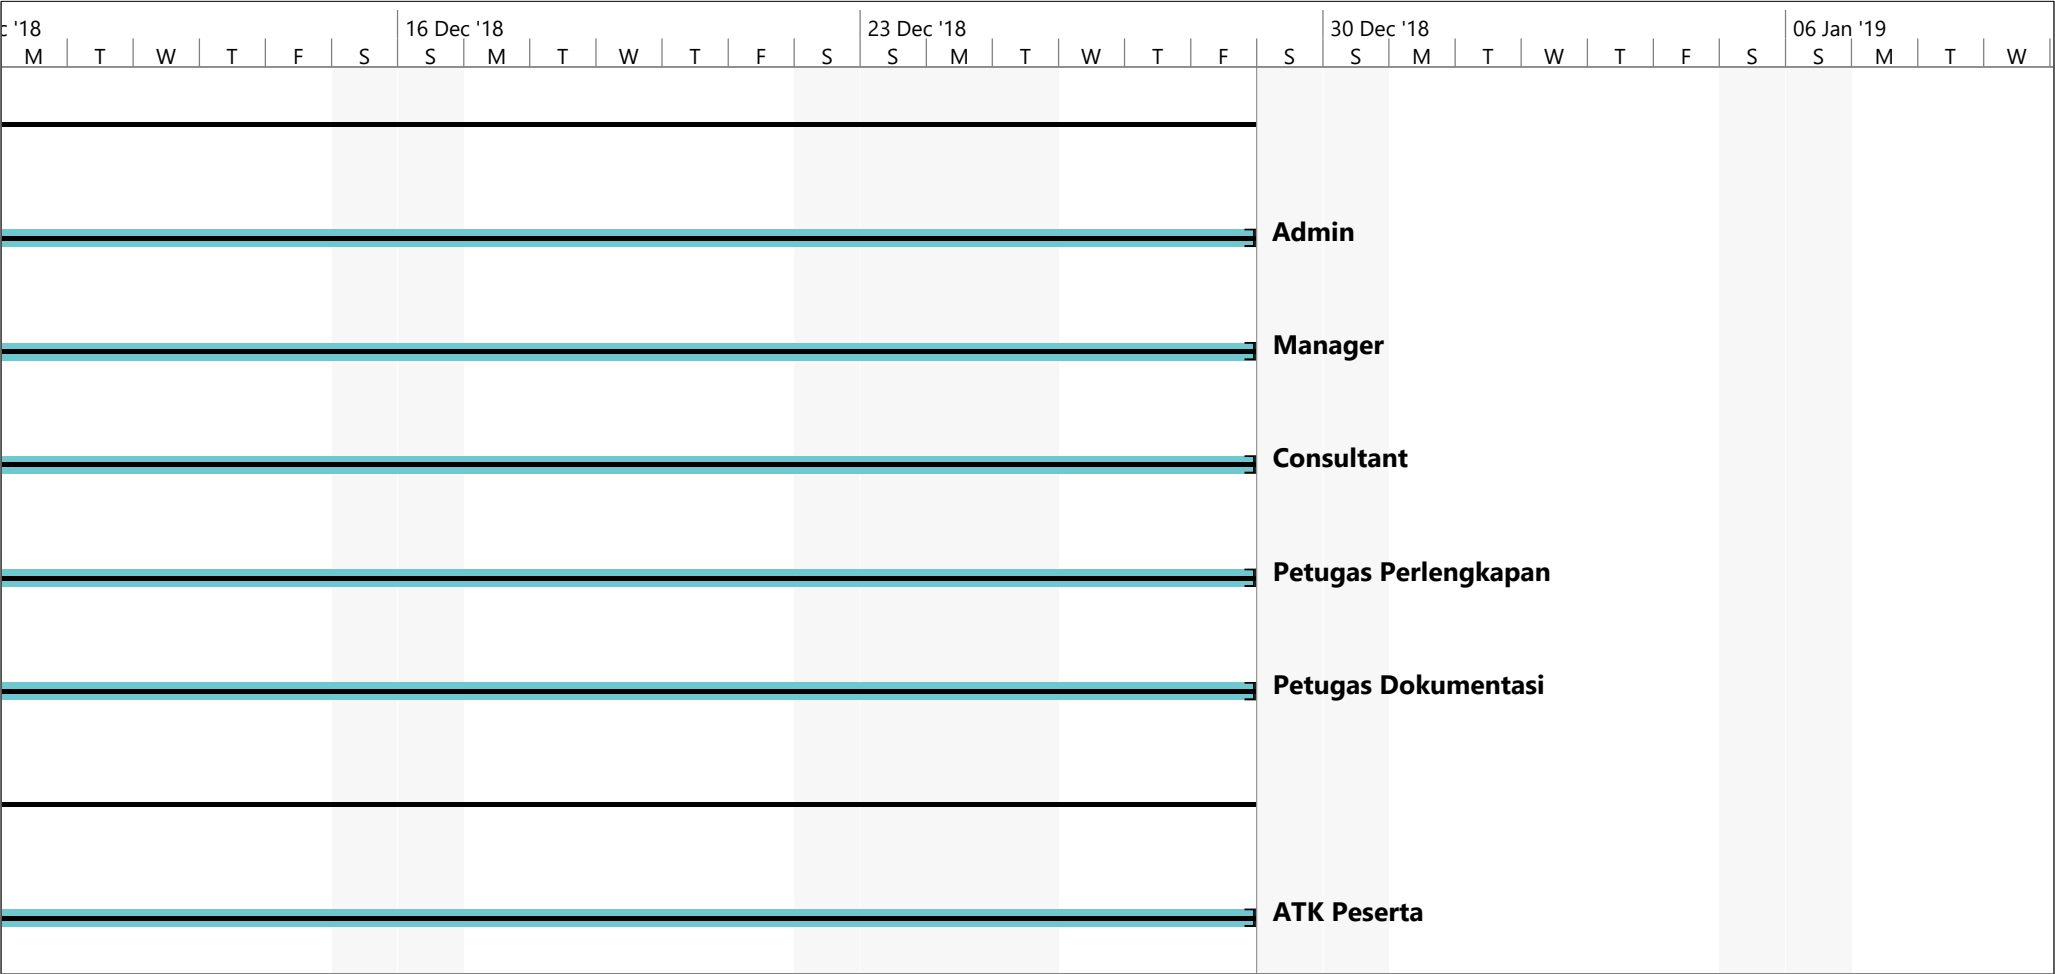 '18 16 Dec '18 23 Dec '18 30 Dec '18 06 Jan '19
M T W T F S S M T W T F S S M T W T F S S M T W T F S S M T W
Admin
Manager
Consultant
Petugas Perlengkapan
Petugas Dokumentasi
ATK Peserta